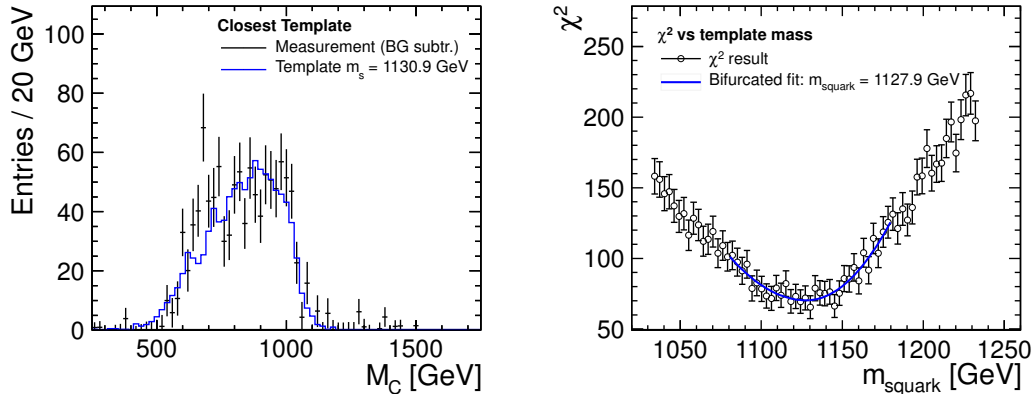 Entries / 20 GeV
100
80
60
40
20
0
Closest Template
Measurement (BG subtr.)
Template m_s = 1130.9 GeV
500 1000 1500
M_C [GeV]
χ²
250
200
150
100
50
χ² vs template mass
χ² result
Bifurcated fit: m_squark = 1127.9 GeV
1050 1100 1150 1200 1250
m_squark [GeV]